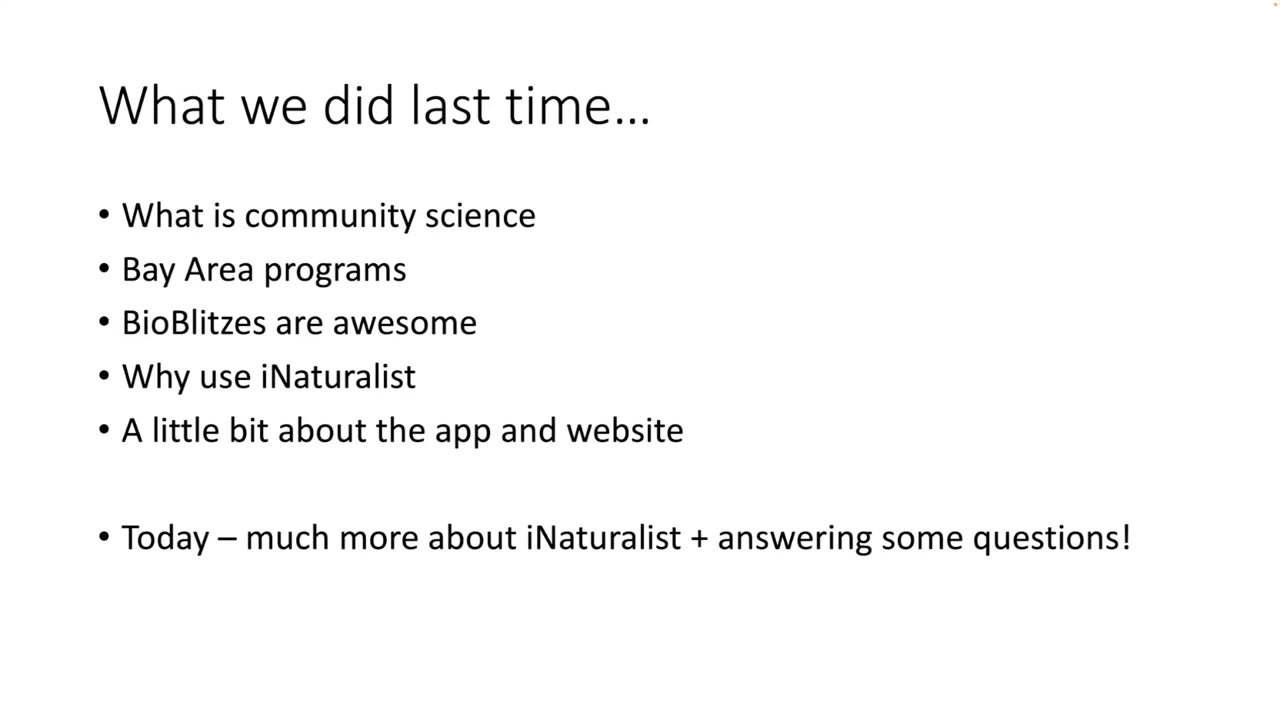 What we did last time...
• What is community science
• Bay Area programs
• BioBlitzes are awesome
• Why use iNaturalist
• A little bit about the app and website
• Today – much more about iNaturalist + answering some questions!